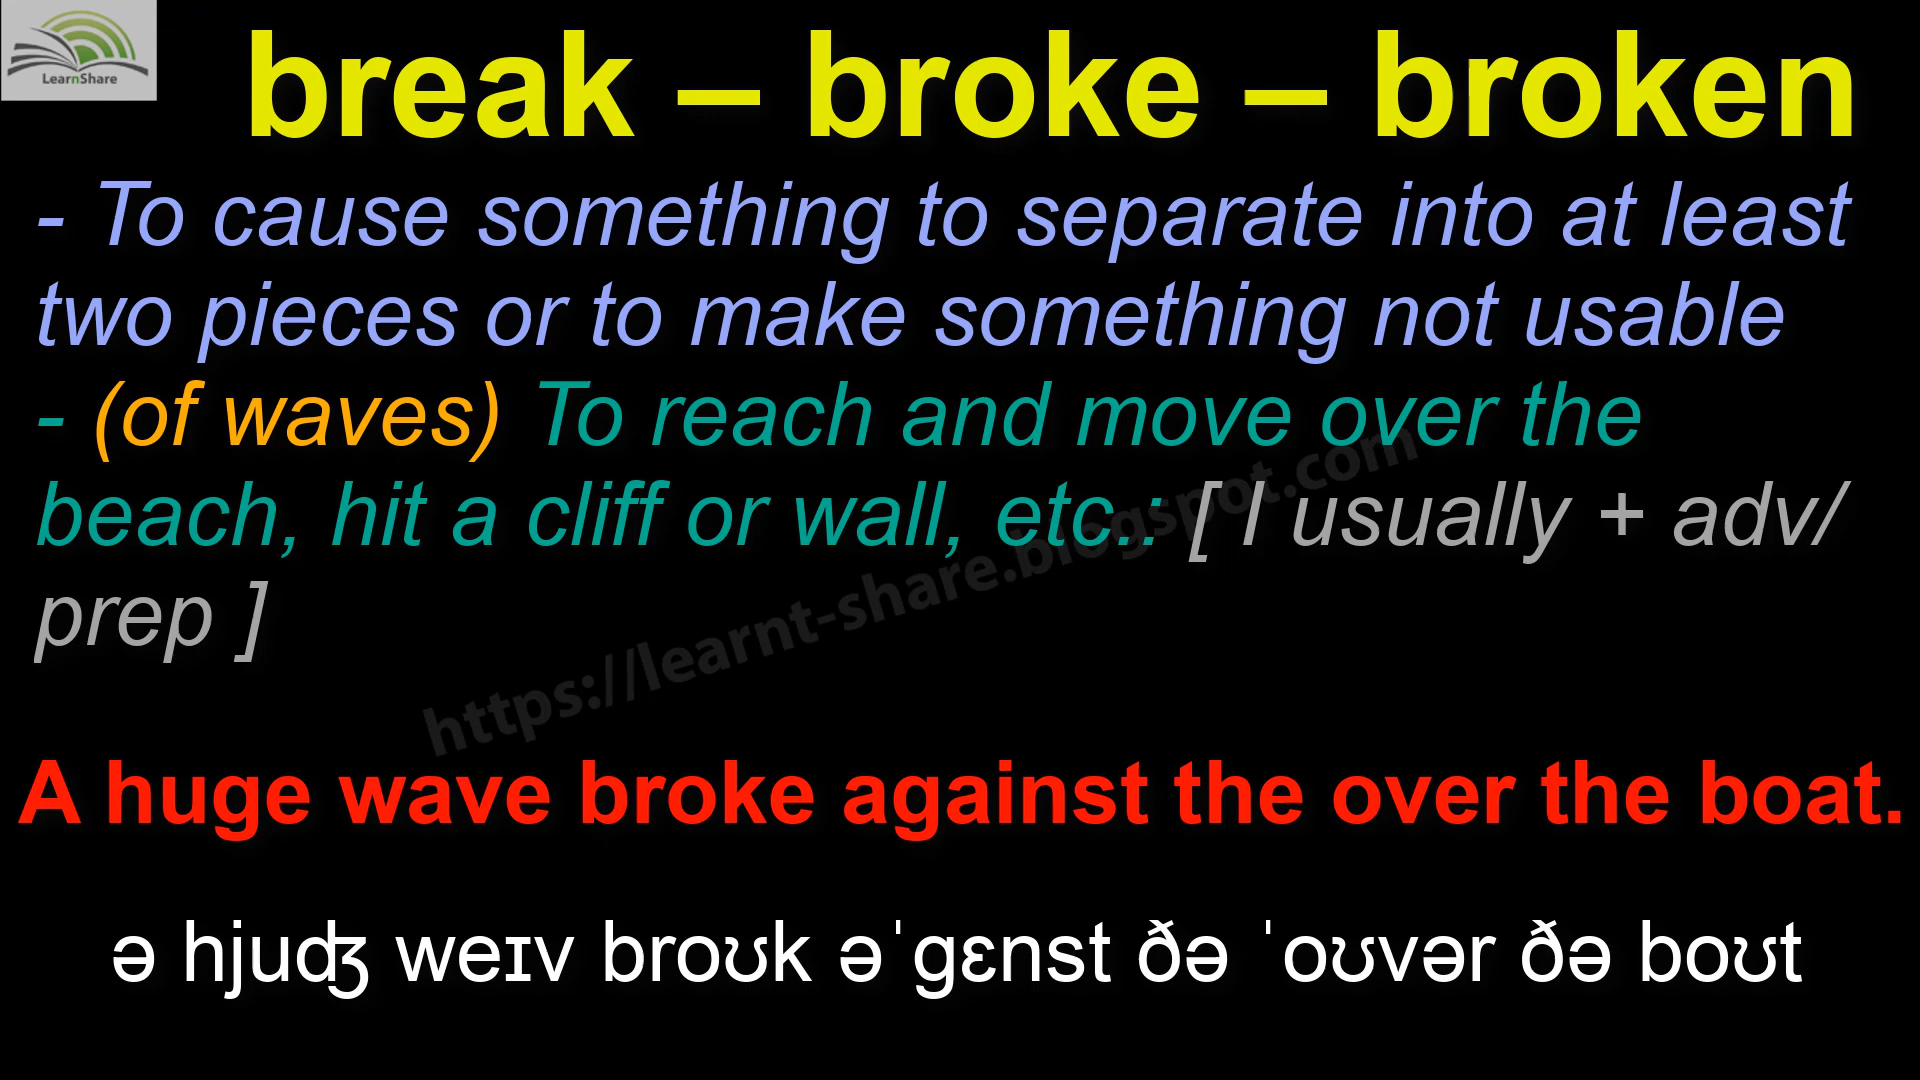 LearnShare
break – broke – broken
- To cause something to separate into at least
two pieces or to make something not usable
- (of waves) To reach and move over the
beach, hit a cliff or wall, etc.: [ I usually + adv/
prep ]
https://learnt-share.blogspot.com
A huge wave broke against the over the boat.
ə hjuʤ weɪv broʊk əˈgɛnst ðə ˈoʊvər ðə boʊt